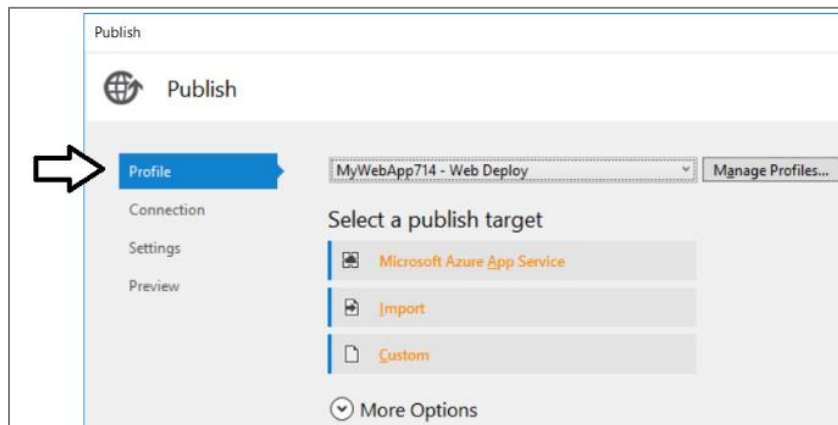 Publish
Publish
Profile
MyWebApp714 - Web Deploy
Manage Profiles...
Connection
Select a publish target
Settings
Microsoft Azure App Service
Preview
Import
Custom
More Options